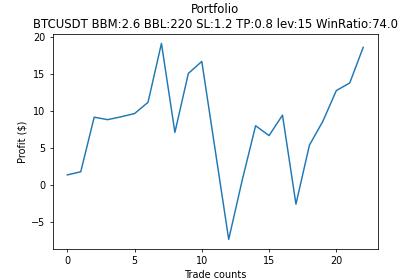 Portfolio
BTCUSDT BBM:2.6 BBL:220 SL:1.2 TP:0.8 lev:15 WinRatio:74.0
20
15
10
5
0
−5
Profit ($)
0 5 10 15 20
Trade counts